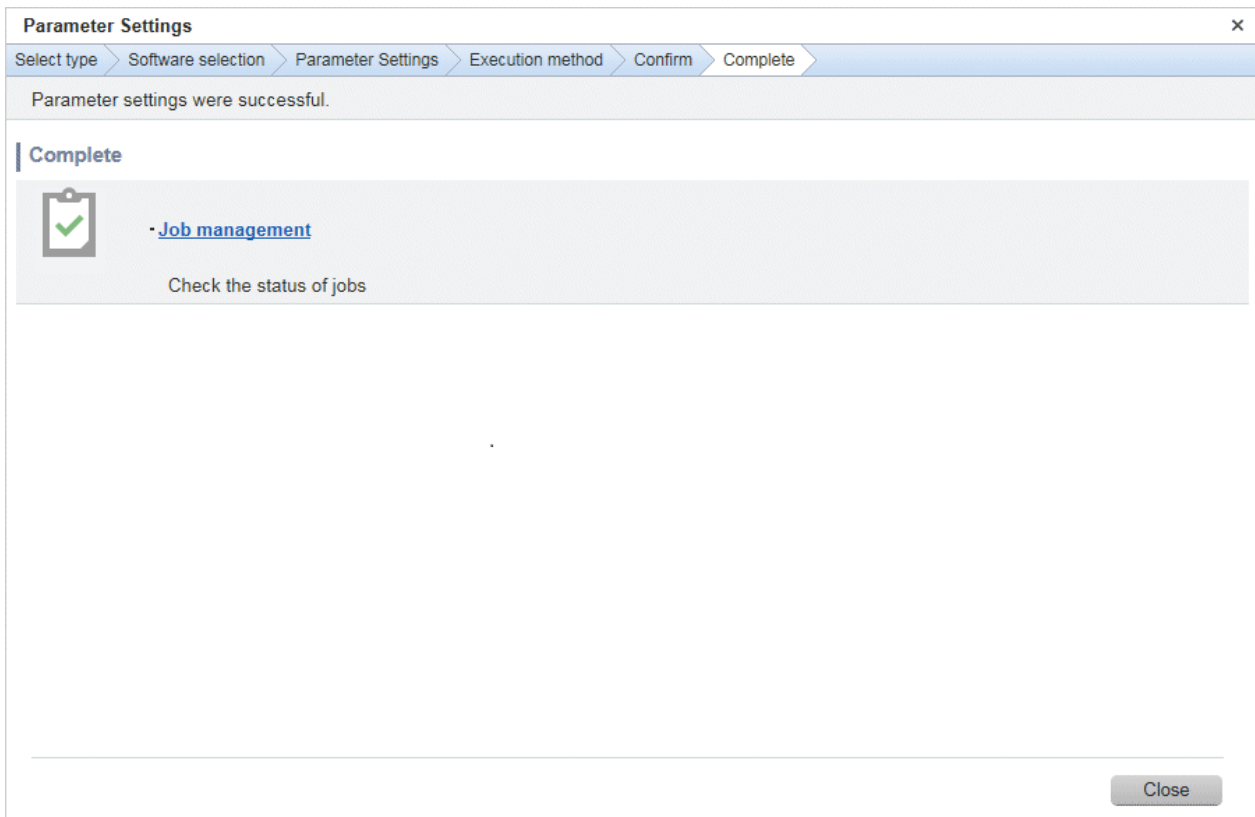 Parameter Settings ×
Select type Software selection Parameter Settings Execution method Confirm Complete
Parameter settings were successful.
Complete
- Job management
Check the status of jobs
Close